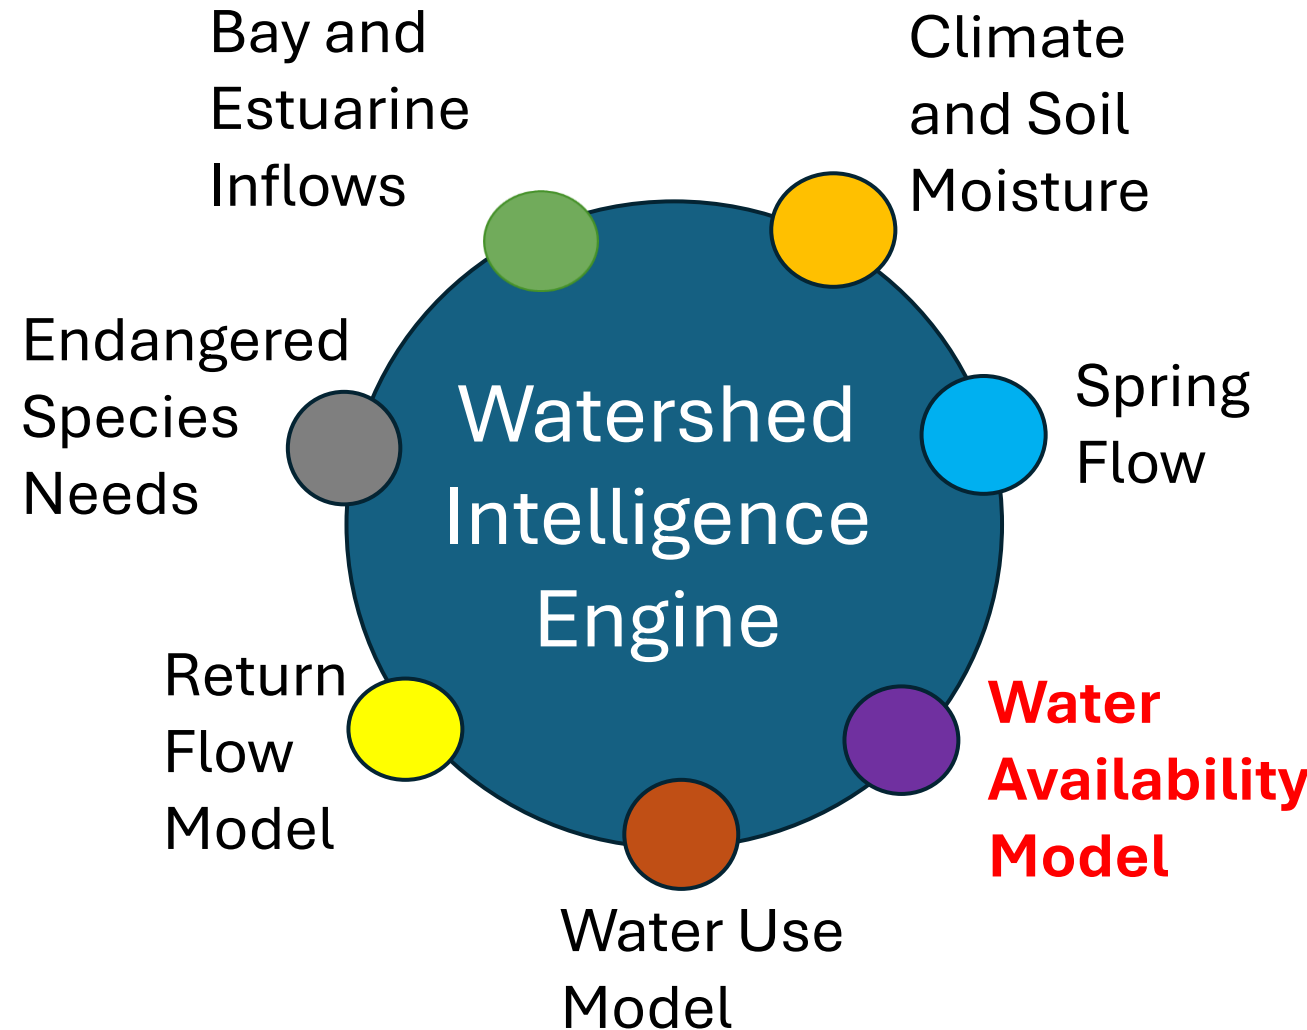 Bay and
Estuarine
Inflows
Climate
and Soil
Moisture
Endangered
Species
Needs
Watershed
Intelligence
Engine
Spring
Flow
Return
Flow
Model
Water
Availability
Model
Water Use
Model